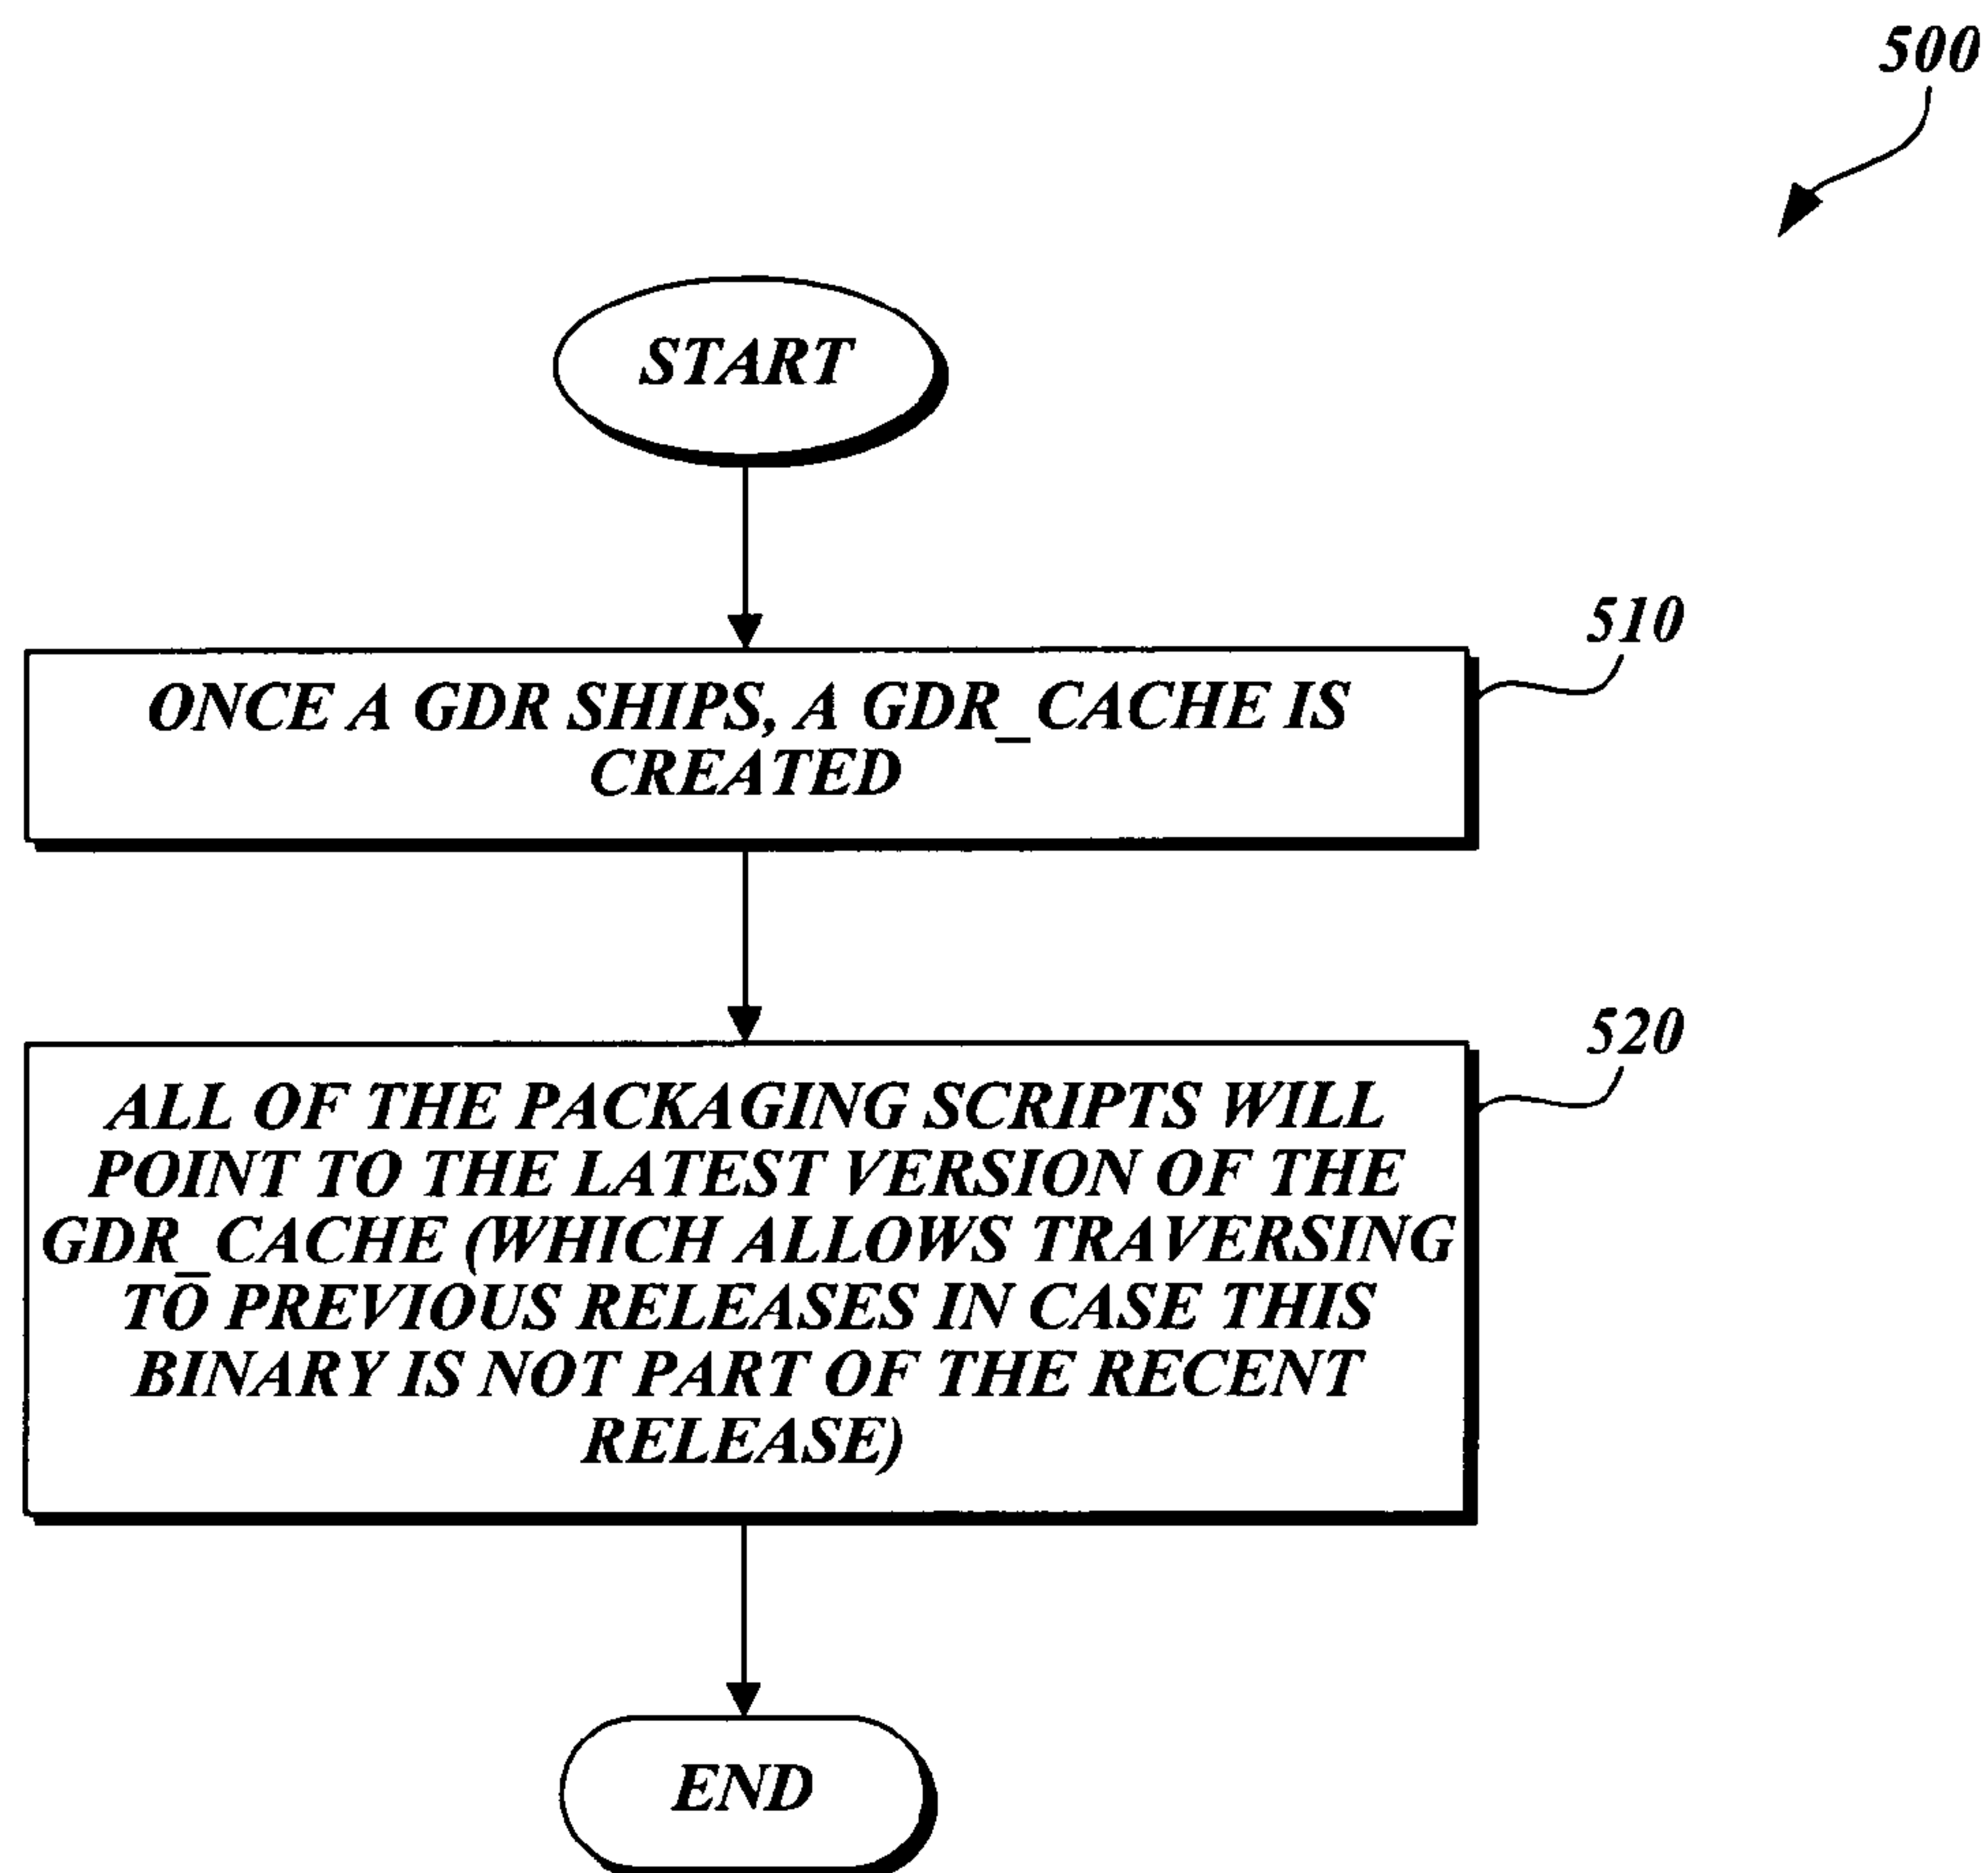 500
START
510
ONCE A GDR SHIPS, A GDR_CACHE IS
CREATED
520
ALL OF THE PACKAGING SCRIPTS WILL
POINT TO THE LATEST VERSION OF THE
GDR_CACHE (WHICH ALLOWS TRAVERSING
TO PREVIOUS RELEASES IN CASE THIS
BINARY IS NOT PART OF THE RECENT
RELEASE)
END